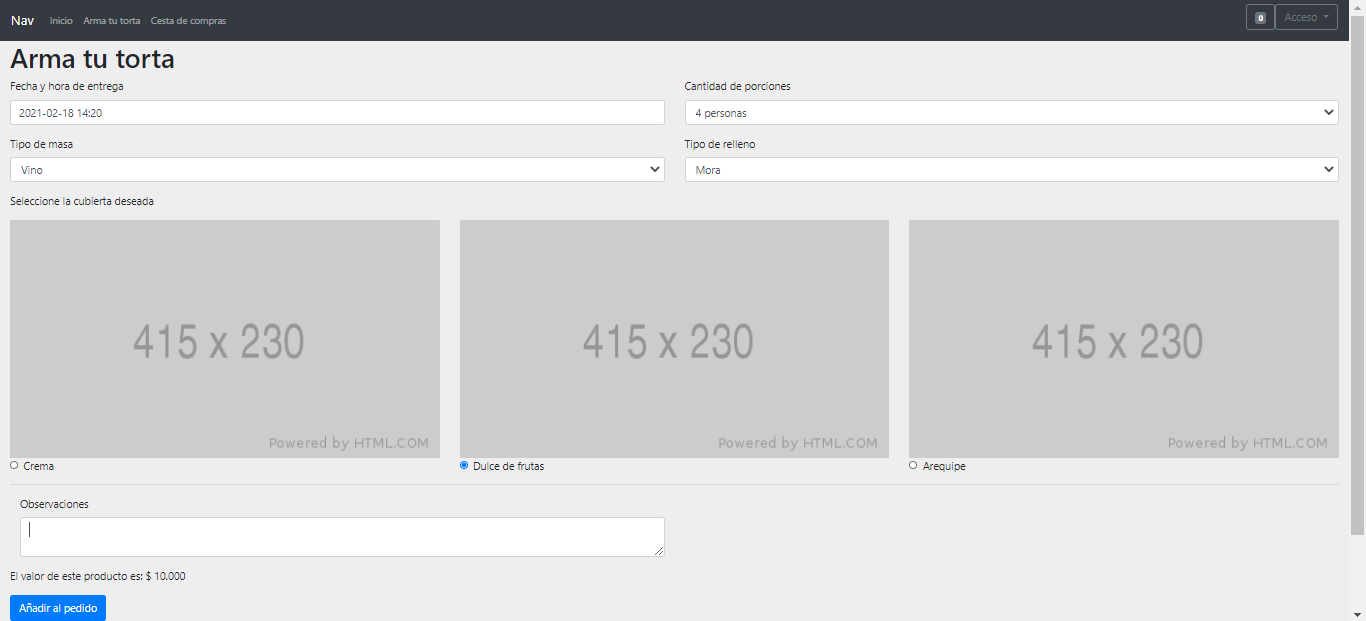 Nav Inicio Arma tu torta Cesta de compras 0 Acceso
Arma tu torta
Fecha y hora de entrega
2021-02-18 14:20
Cantidad de porciones
4 personas
Tipo de masa
Vino
Tipo de relleno
Mora
Seleccione la cubierta deseada
415 x 230
Powered by HTML.COM
Crema
415 x 230
Powered by HTML.COM
Dulce de frutas
415 x 230
Powered by HTML.COM
Arequipe
Observaciones
El valor de este producto es: $ 10.000
Añadir al pedido